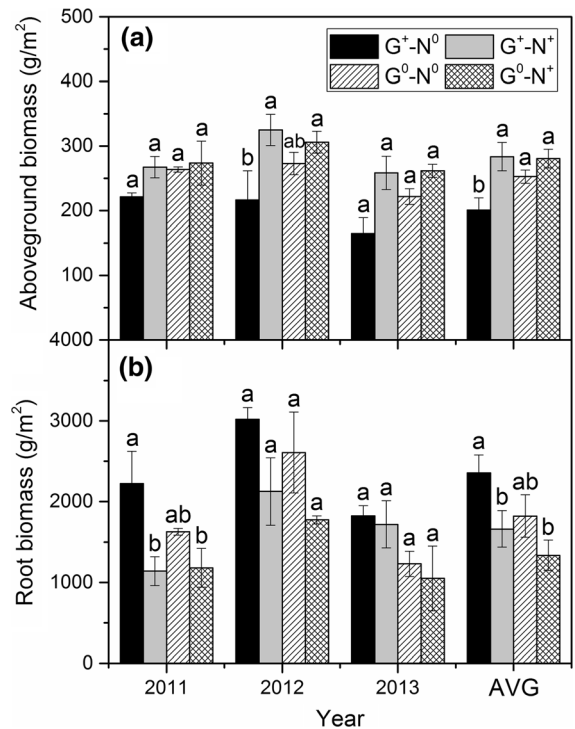 500
(a)
G⁺-N⁰ G⁺-N⁺
G⁰-N⁰ G⁰-N⁺
400
a a a a
b a ab a
a a a a
b a a a
300
200
100
Aboveground biomass (g/m²)
4000
(b)
a b ab b
a a a a
a a a a
a b ab b
3000
2000
1000
0
Root biomass (g/m²)
2011 2012 2013 AVG
Year